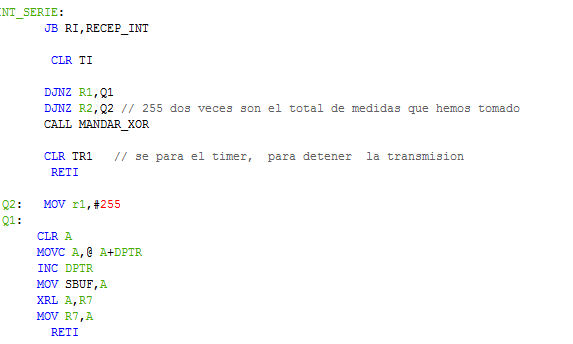 INT_SERIE:
JB RI,RECEP_INT
CLR TI
DJNZ R1,Q1
DJNZ R2,Q2 // 255 dos veces son el total de medidas que hemos tomado
CALL MANDAR_XOR
CLR TR1 // se para el timer, para detener la transmision
RETI
Q2: MOV r1,#255
Q1:
CLR A
MOVC A,@ A+DPTR
INC DPTR
MOV SBUF,A
XRL A,R7
MOV R7,A
RETI